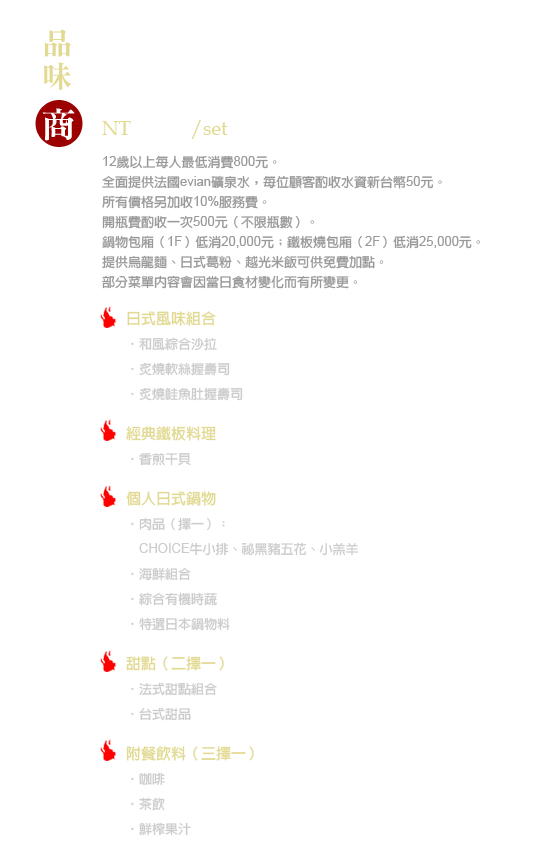 品味
商
NT /set
12歲以上每人最低消費800元。
全面提供法國evian礦泉水，每位顧客酌收水資新台幣50元。
所有價格另加收10%服務費。
開瓶費酌收一次500元（不限瓶數）。
鍋物包廂（1F）低消20,000元；鐵板燒包廂（2F）低消25,000元。
提供烏龍麵、日式葛粉、越光米飯可供免費加點。
部分菜單內容會因當日食材變化而有所變更。
日式風味組合
．和風綜合沙拉
．炙燒軟絲握壽司
．炙燒鮭魚肚握壽司
經典鐵板料理
．香煎干貝
個人日式鍋物
．肉品（擇一）：
CHOICE牛小排、祕黑豬五花、小羔羊
．海鮮組合
．綜合有機時蔬
．特選日本鍋物料
甜點（二擇一）
．法式甜點組合
．台式甜品
附餐飲料（三擇一）
．咖啡
．茶飲
．鮮榨果汁